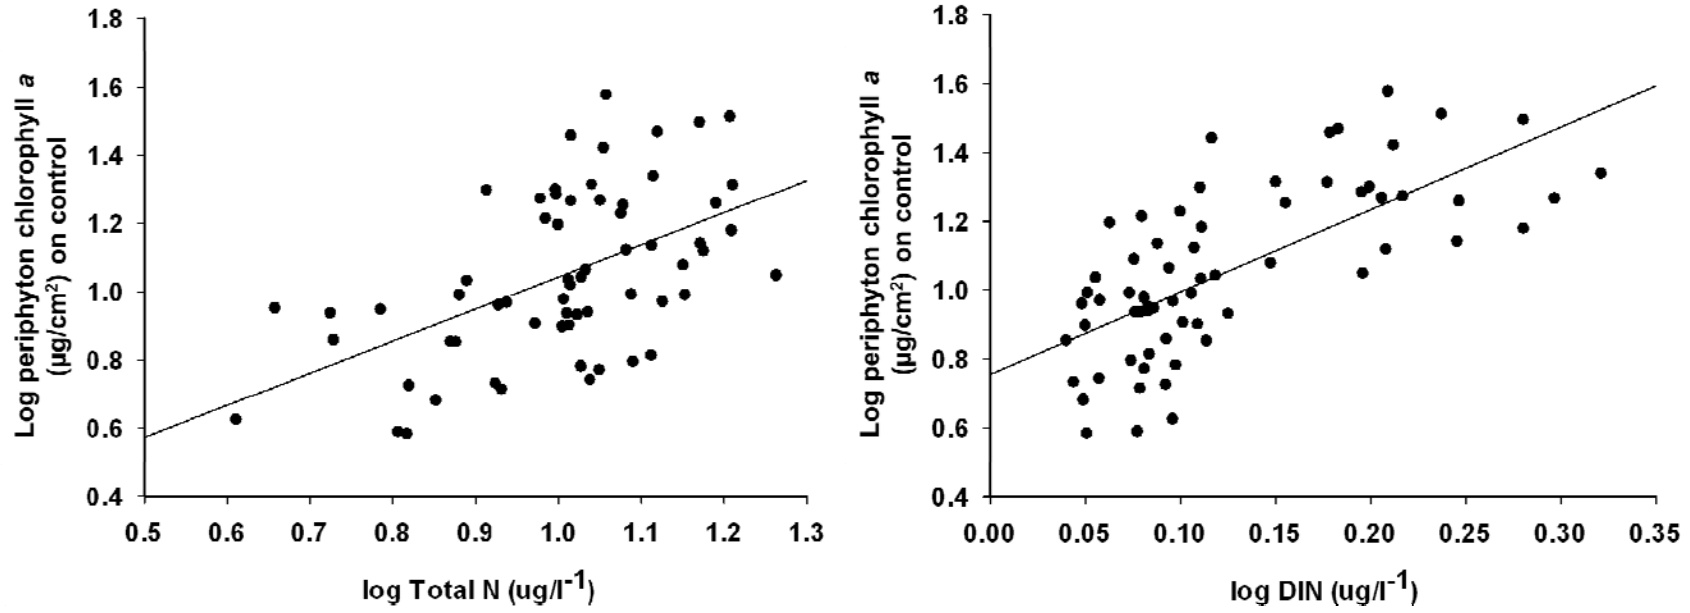 Log periphyton chlorophyll a
(µg/cm²) on control
1.8
1.6
1.4
1.2
1.0
0.8
0.6
0.4
0.5 0.6 0.7 0.8 0.9 1.0 1.1 1.2 1.3
log Total N (ug/l⁻¹)
Log periphyton chlorophyll a
(µg/cm²) on control
1.8
1.6
1.4
1.2
1.0
0.8
0.6
0.4
0.00 0.05 0.10 0.15 0.20 0.25 0.30 0.35
log DIN (ug/l⁻¹)